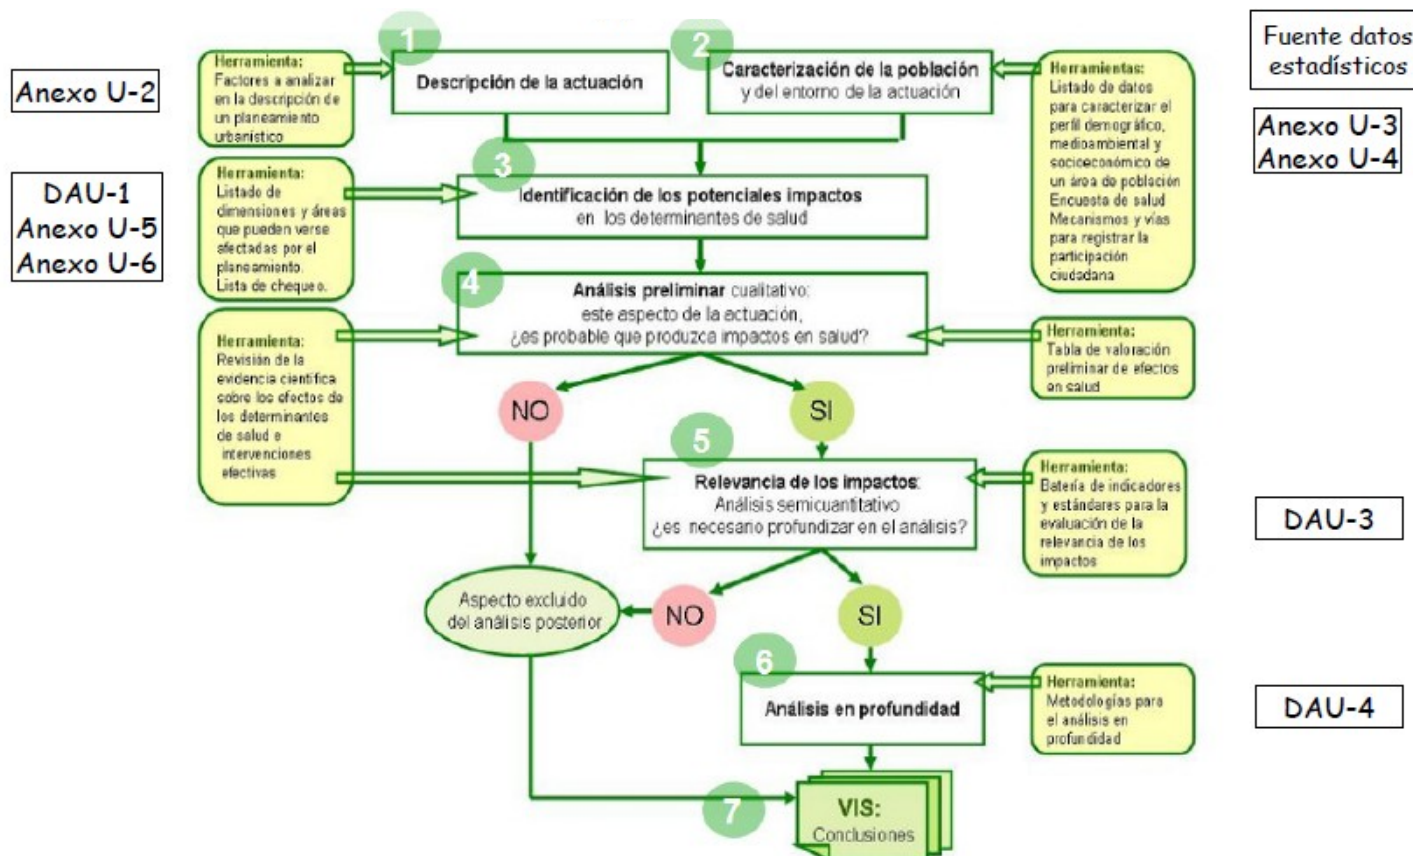 1
2
Fuente datos
estadísticos
Herramienta:
Factores a analizar
en la descripción de
un planeamiento
urbanístico
Descripción de la actuación
Caracterización de la población
y del entorno de la actuación
Herramientas:
Listado de datos
para caracterizar el
perfil demográfico,
medioambiental y
socioeconómico de
un área de población
Encuesta de salud
Mecanismos y vías
para registrar la
participación
ciudadana
Anexo U-2
Anexo U-3
Anexo U-4
3
DAU-1
Anexo U-5
Anexo U-6
Herramienta:
Listado de
dimensiones y áreas
que pueden verse
afectadas por el
planeamiento.
Lista de chequeo.
Identificación de los potenciales impactos
en los determinantes de salud
4
Análisis preliminar cualitativo:
este aspecto de la actuación,
¿es probable que produzca impactos en salud?
Herramienta:
Revisión de la
evidencia científica
sobre los efectos de
los determinantes
de salud e
intervenciones
efectivas
Herramienta:
Tabla de valoración
preliminar de efectos
en salud
NO
SI
5
Relevancia de los impactos:
Análisis semicuantitativo
¿es necesario profundizar en el análisis?
Herramienta:
Batería de indicadores
y estándares para la
evaluación de la
relevancia de los
impactos
DAU-3
Aspecto excluido
del análisis posterior
NO
SI
6
Análisis en profundidad
Herramienta:
Metodologías para
el análisis en
profundidad
DAU-4
7
VIS:
Conclusiones